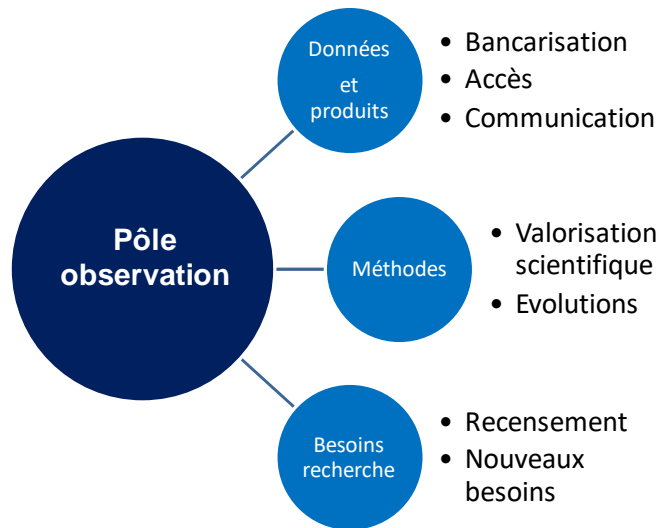 Pôle
observation
Données
et
produits
• Bancarisation
• Accès
• Communication
Méthodes
• Valorisation
scientifique
• Evolutions
Besoins
recherche
• Recensement
• Nouveaux
besoins